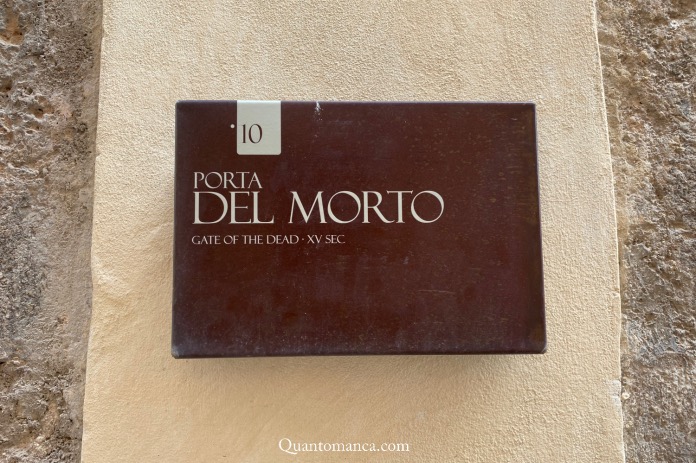 10
PORTA
DEL MORTO
GATE OF THE DEAD · XV SEC
Quantomanca.com